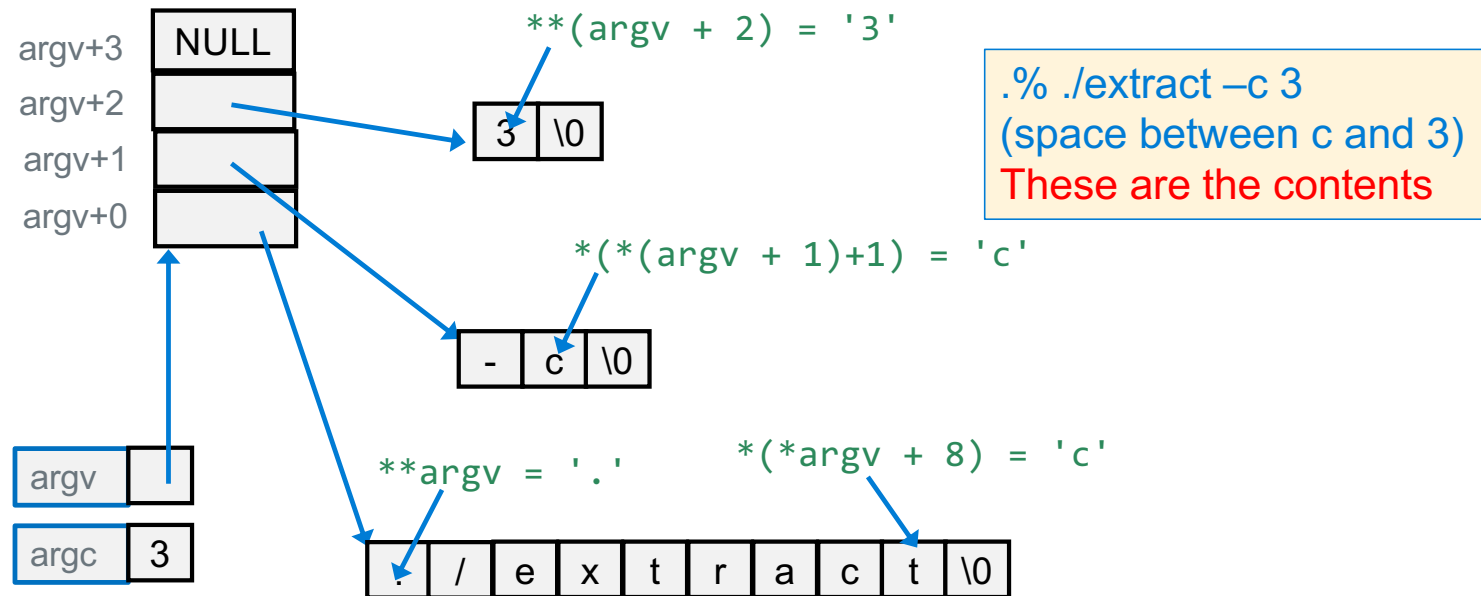 **(argv + 2) = '3'
argv+3 NULL
.% ./extract –c 3
(space between c and 3)
These are the contents
argv+2
3 \0
argv+1
argv+0
*(*(argv + 1)+1) = 'c'
- c \0
**argv = '.'
*(*argv + 8) = 'c'
argv
argc 3
. / e x t r a c t \0